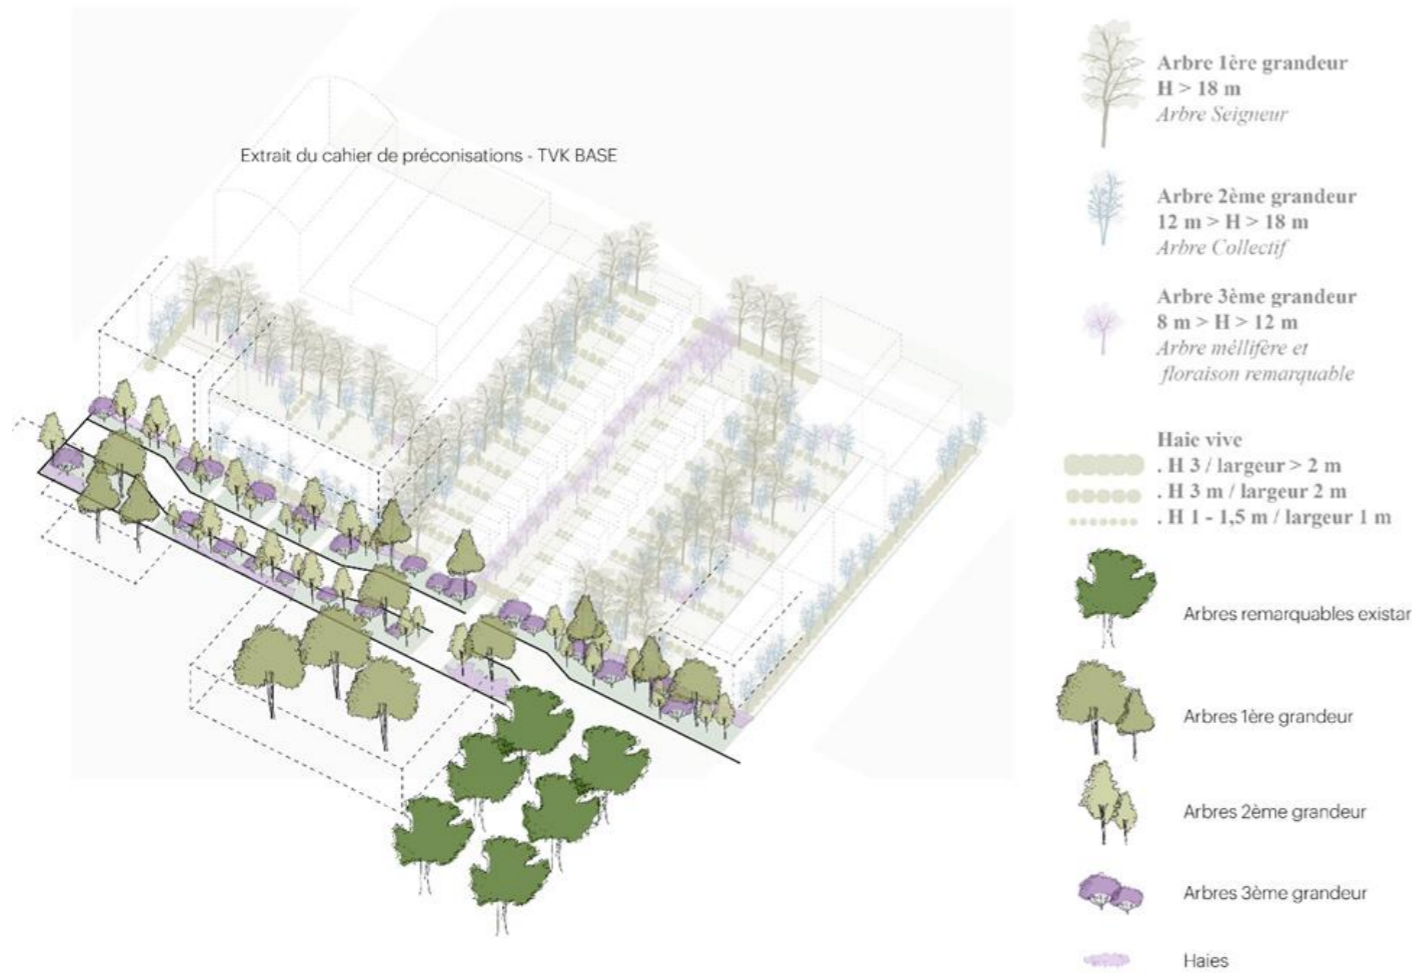 Extrait du cahier de préconisations - TVK BASE
Arbre 1ère grandeur
H > 18 m
Arbre Seigneur
Arbre 2ème grandeur
12 m > H > 18 m
Arbre Collectif
Arbre 3ème grandeur
8 m > H > 12 m
Arbre méllifère et
floraison remarquable
Haie vive
. H 3 / largeur > 2 m
. H 3 m / largeur 2 m
. H 1 - 1,5 m / largeur 1 m
Arbres remarquables existar
Arbres 1ère grandeur
Arbres 2ème grandeur
Arbres 3ème grandeur
Haies